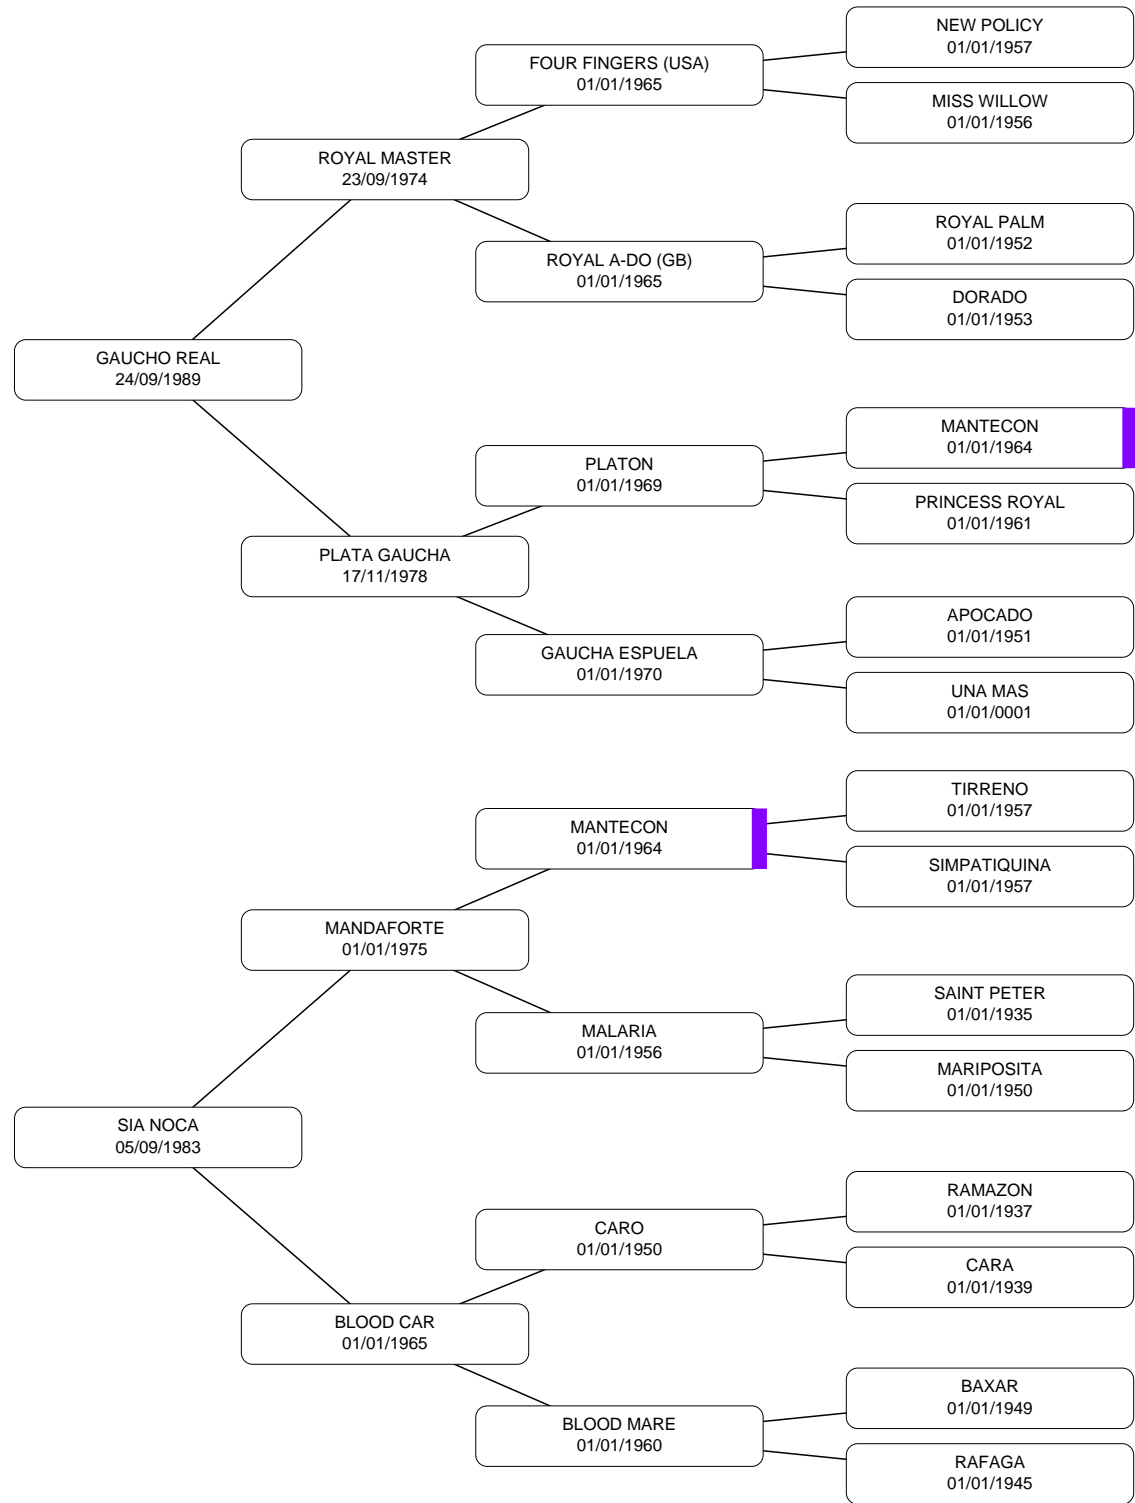 NEW POLICY
01/01/1957
FOUR FINGERS (USA)
01/01/1965
MISS WILLOW
01/01/1956
ROYAL MASTER
23/09/1974
ROYAL PALM
01/01/1952
ROYAL A-DO (GB)
01/01/1965
DORADO
01/01/1953
GAUCHO REAL
24/09/1989
MANTECON
01/01/1964
PLATON
01/01/1969
PRINCESS ROYAL
01/01/1961
PLATA GAUCHA
17/11/1978
APOCADO
01/01/1951
GAUCHA ESPUELA
01/01/1970
UNA MAS
01/01/0001
TIRRENO
01/01/1957
MANTECON
01/01/1964
SIMPATIQUINA
01/01/1957
MANDAFORTE
01/01/1975
SAINT PETER
01/01/1935
MALARIA
01/01/1956
MARIPOSITA
01/01/1950
SIA NOCA
05/09/1983
RAMAZON
01/01/1937
CARO
01/01/1950
CARA
01/01/1939
BLOOD CAR
01/01/1965
BAXAR
01/01/1949
BLOOD MARE
01/01/1960
RAFAGA
01/01/1945